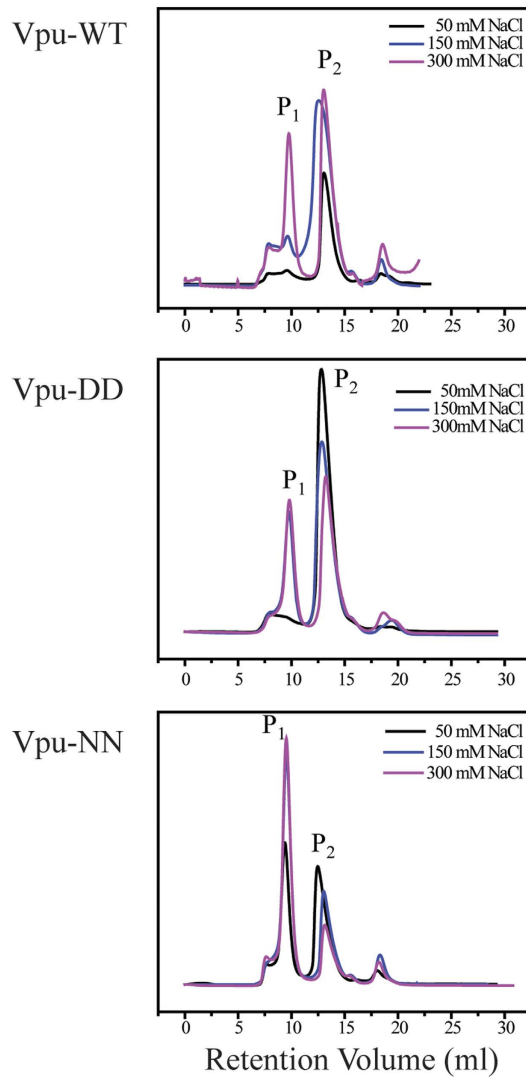 Vpu-WT
50 mM NaCl
150 mM NaCl
300 mM NaCl
P1
P2
0 5 10 15 20 25 30
Vpu-DD
50mM NaCl
150mM NaCl
300mM NaCl
P1
P2
0 5 10 15 20 25 30
Vpu-NN
50 mM NaCl
150 mM NaCl
300 mM NaCl
P1
P2
0 5 10 15 20 25 30
Retention Volume (ml)